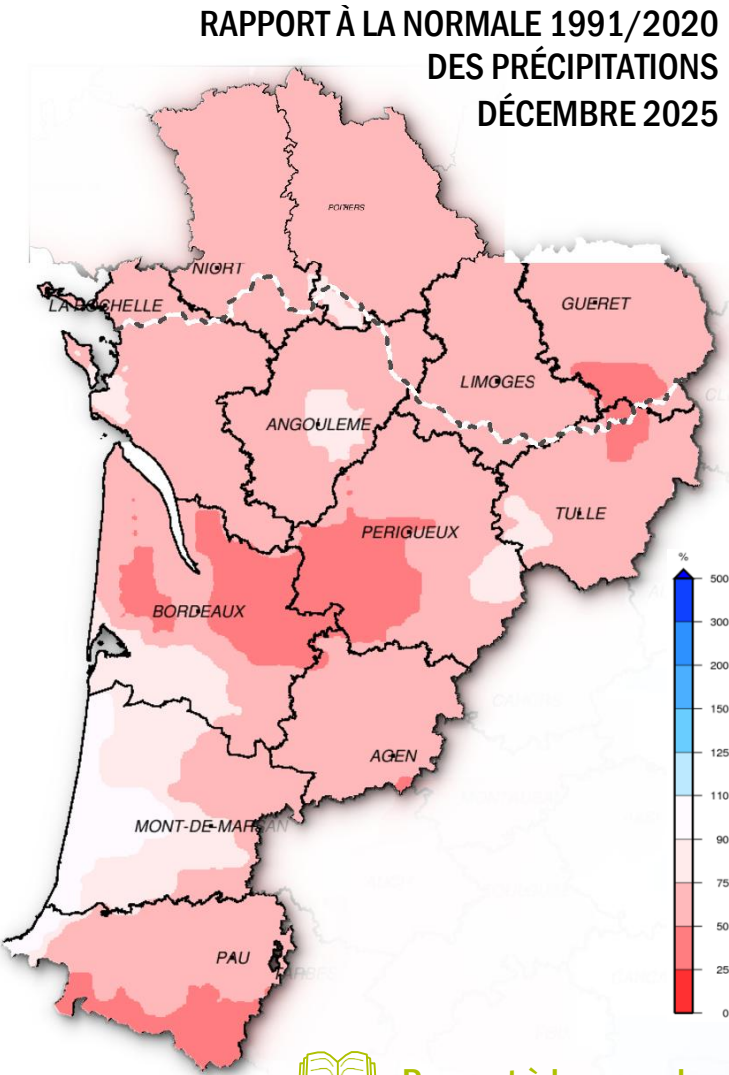 RAPPORT À LA NORMALE 1991/2020
DES PRÉCIPITATIONS
DÉCEMBRE 2025
POITIERS
NIORT
LA ROCHELLE
GUERET
LIMOGES
ANGOULEME
TULLE
PERIGUEUX
BORDEAUX
AGEN
MONT-DE-MARSAN
PAU
%
500
300
200
150
125
110
90
75
50
25
0